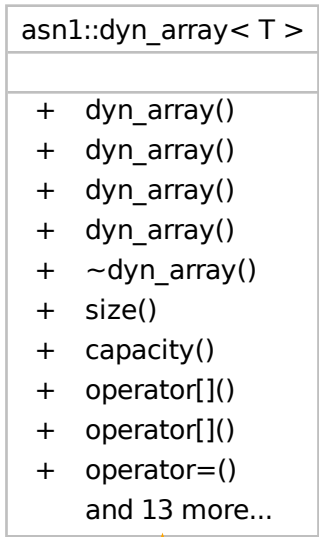 asn1::dyn_array< T >
+ dyn_array()
+ dyn_array()
+ dyn_array()
+ dyn_array()
+ ~dyn_array()
+ size()
+ capacity()
+ operator[]()
+ operator[]()
+ operator=()
and 13 more...